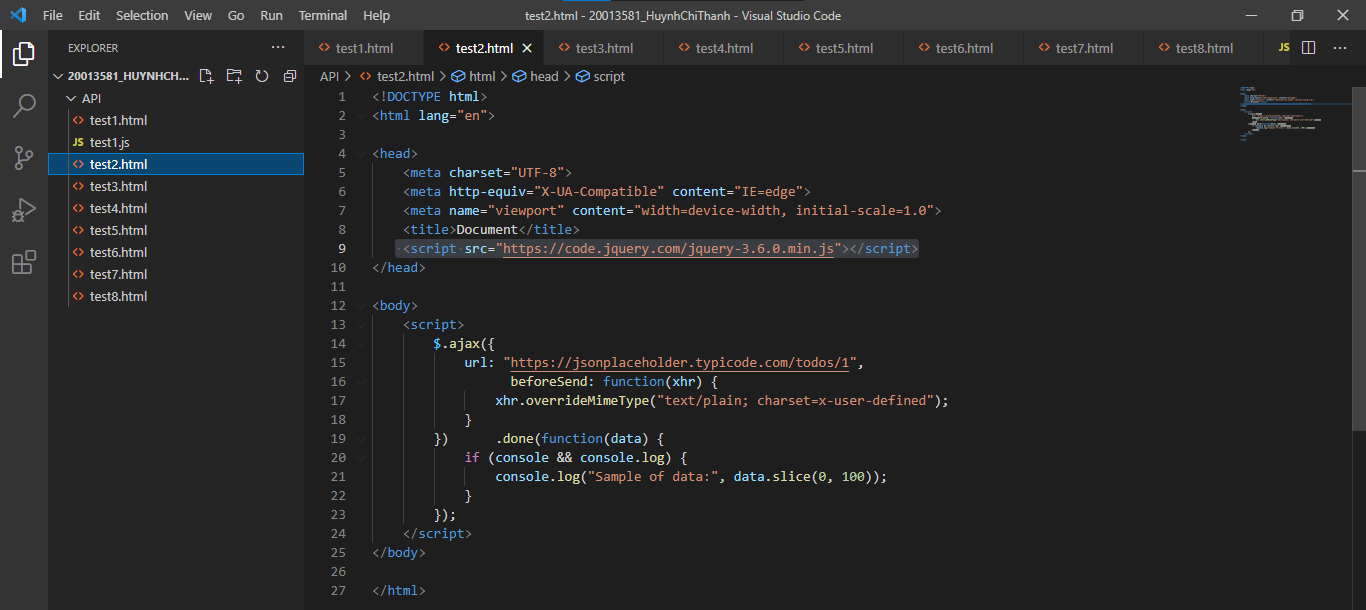 File Edit Selection View Go Run Terminal Help test2.html - 20013581_HuynhChiThanh - Visual Studio Code
EXPLORER
20013581_HUYNHCH...
API
test1.html
JS test1.js
test2.html
test3.html
test4.html
test5.html
test6.html
test7.html
test8.html
test1.html test2.html test3.html test4.html test5.html test6.html test7.html test8.html JS
API > test2.html > html > head > script
1 <!DOCTYPE html>
2 <html lang="en">
3
4 <head>
5 <meta charset="UTF-8">
6 <meta http-equiv="X-UA-Compatible" content="IE=edge">
7 <meta name="viewport" content="width=device-width, initial-scale=1.0">
8 <title>Document</title>
9 <script src="https://code.jquery.com/jquery-3.6.0.min.js"></script>
10 </head>
11
12 <body>
13 <script>
14 $.ajax({
15 url: "https://jsonplaceholder.typicode.com/todos/1",
16 beforeSend: function(xhr) {
17 xhr.overrideMimeType("text/plain; charset=x-user-defined");
18 }
19 }) .done(function(data) {
20 if (console && console.log) {
21 console.log("Sample of data:", data.slice(0, 100));
22 }
23 });
24 </script>
25 </body>
26
27 </html>